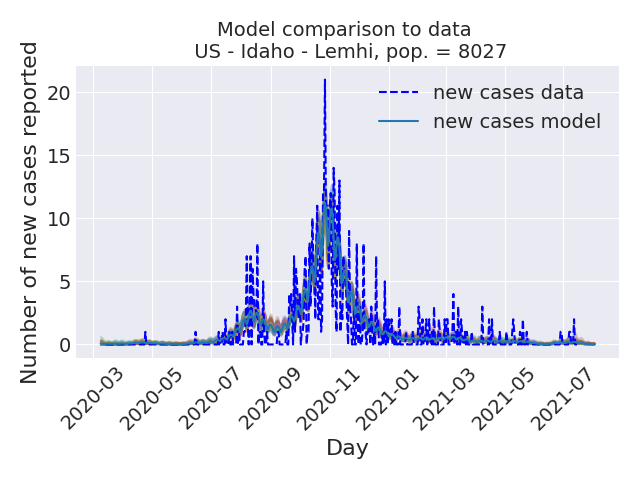 Model comparison to data
US - Idaho - Lemhi, pop. = 8027
Number of new cases reported
20
15
10
5
0
new cases data
new cases model
2020-03
2020-05
2020-07
2020-09
2020-11
2021-01
2021-03
2021-05
2021-07
Day